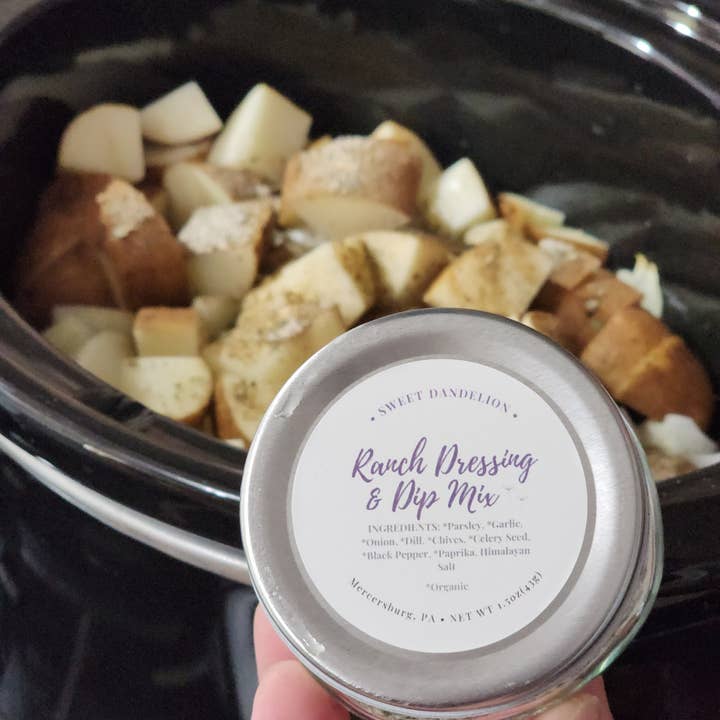 • SWEET DANDELION •
Ranch Dressing
& Dip Mix
INGREDIENTS: *Parsley, *Garlic,
*Onion, *Dill, *Chives, *Celery Seed,
*Black Pepper, *Paprika, Himalayan
Salt
*Organic
Mercersburg, PA • NET WT 1.5oz(43g)